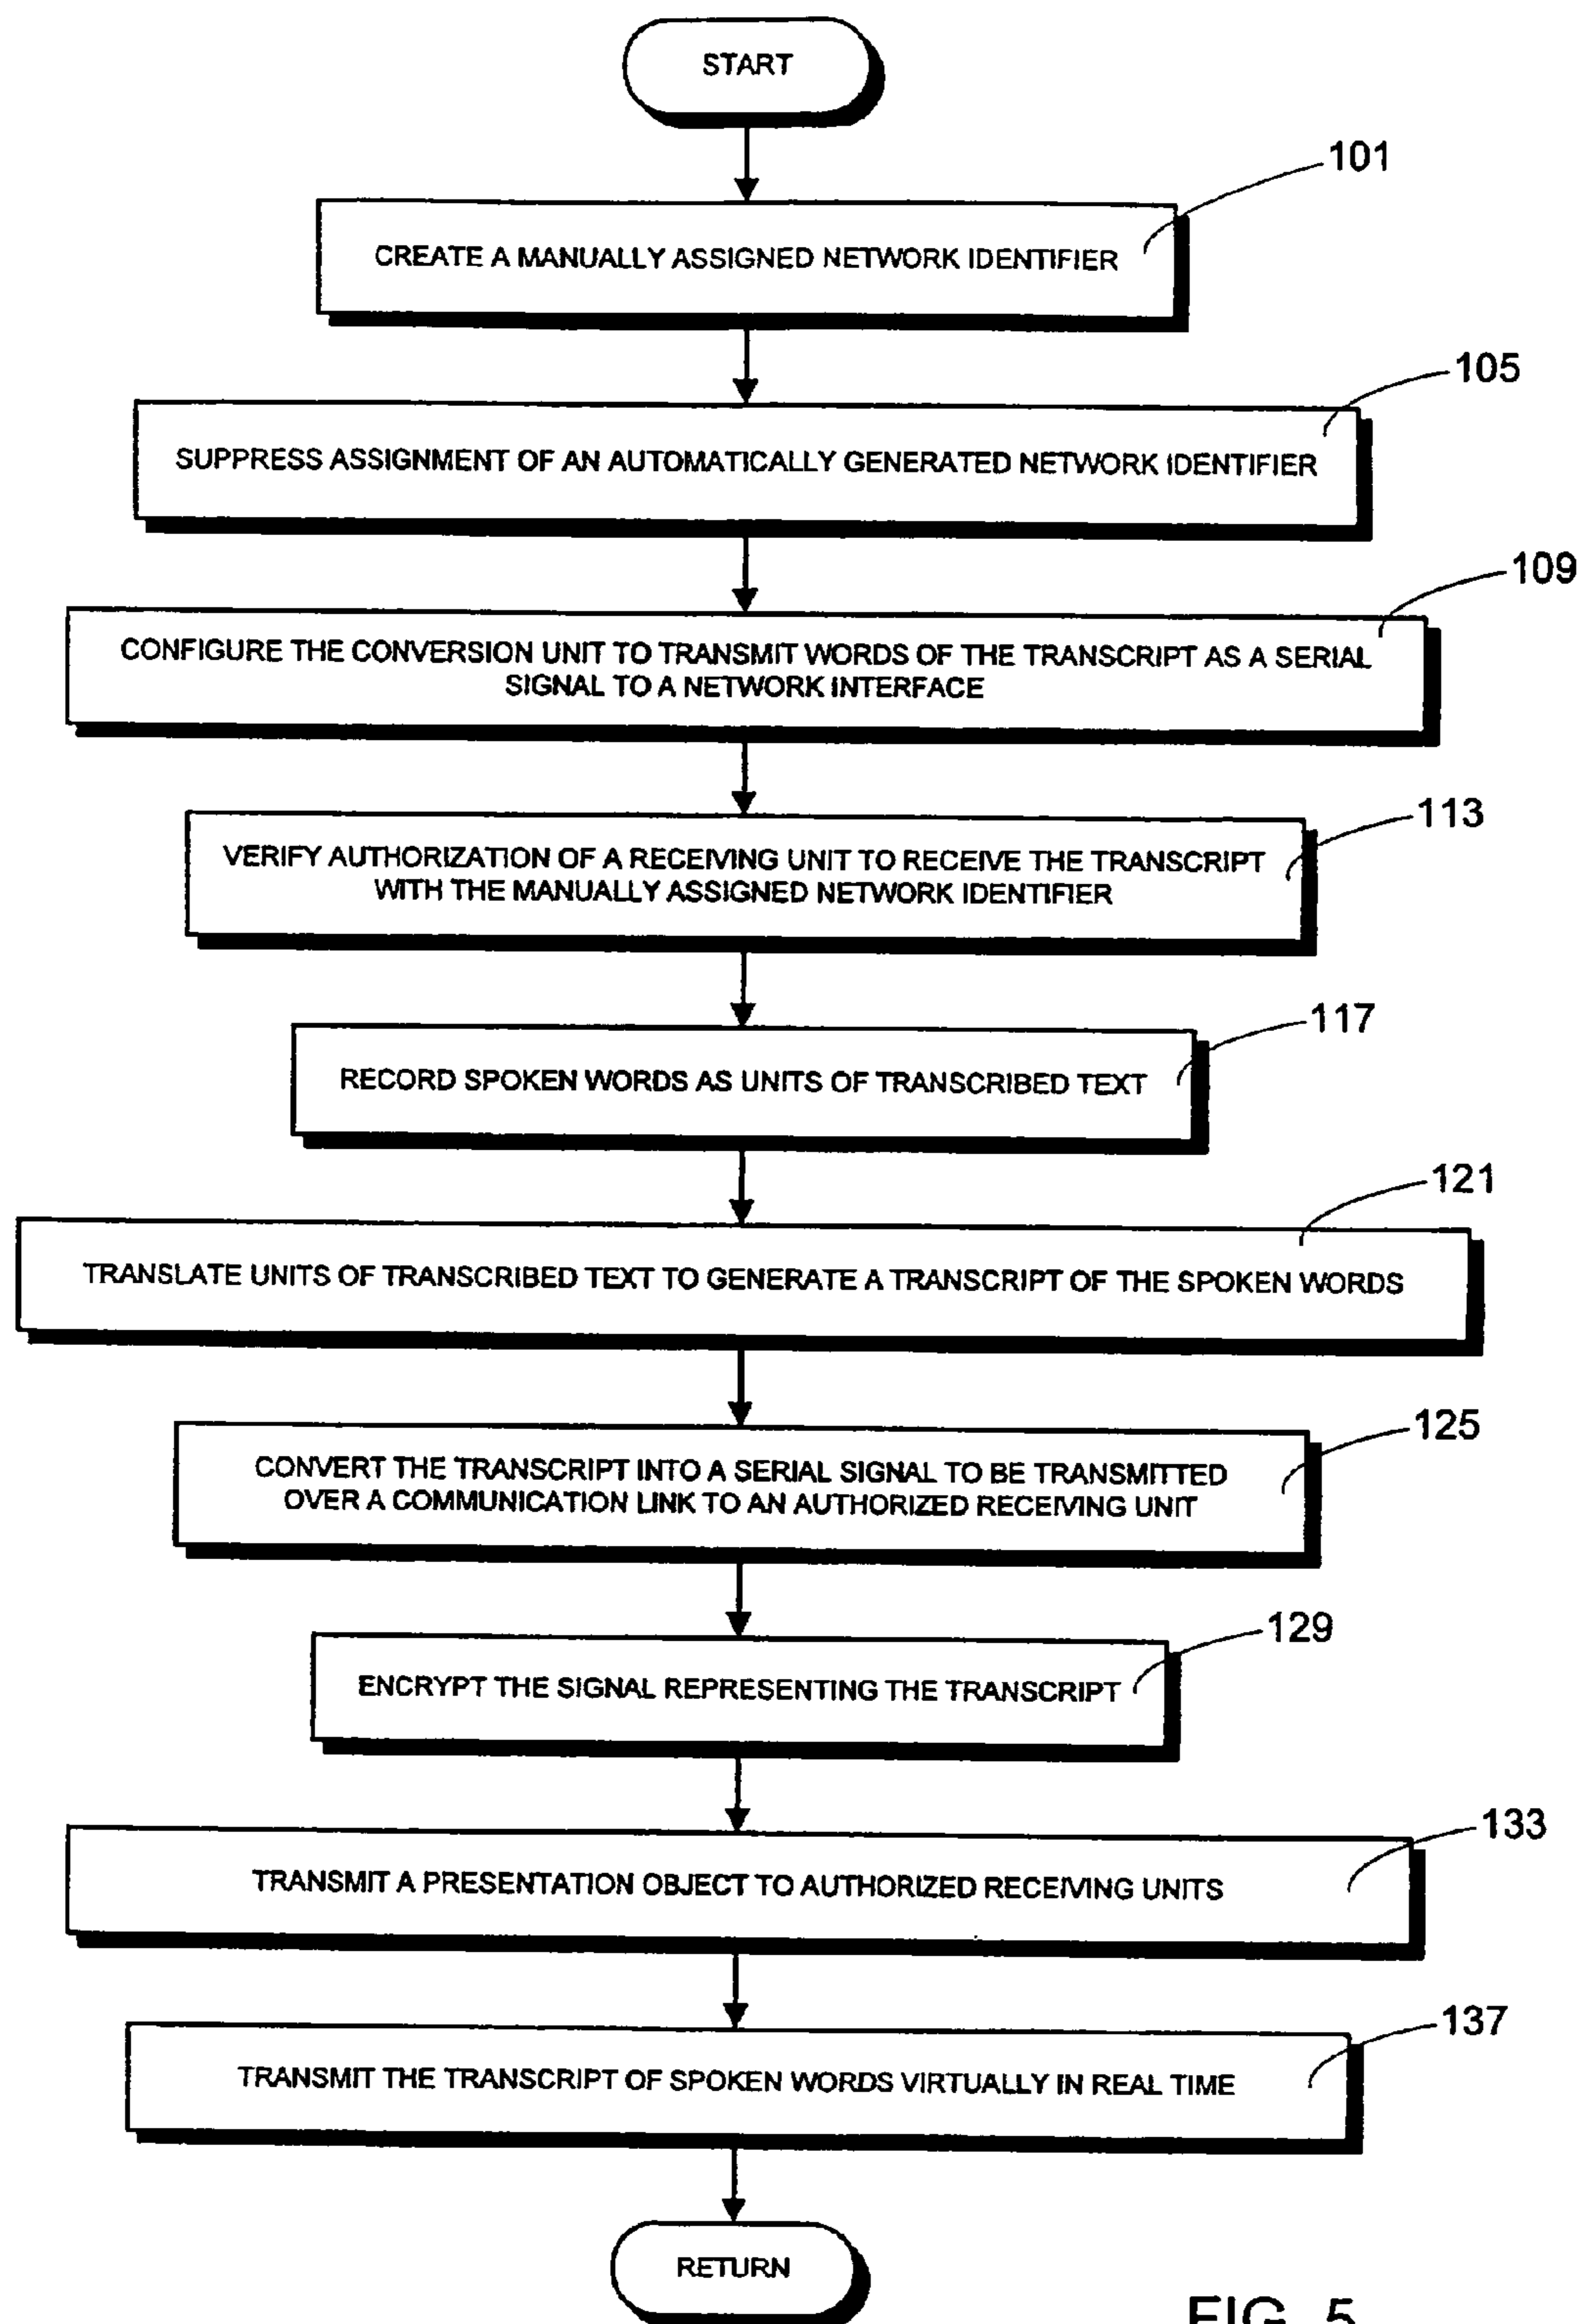 START
101
CREATE A MANUALLY ASSIGNED NETWORK IDENTIFIER
105
SUPPRESS ASSIGNMENT OF AN AUTOMATICALLY GENERATED NETWORK IDENTIFIER
109
CONFIGURE THE CONVERSION UNIT TO TRANSMIT WORDS OF THE TRANSCRIPT AS A SERIAL
SIGNAL TO A NETWORK INTERFACE
113
VERIFY AUTHORIZATION OF A RECEIVING UNIT TO RECEIVE THE TRANSCRIPT
WITH THE MANUALLY ASSIGNED NETWORK IDENTIFIER
117
RECORD SPOKEN WORDS AS UNITS OF TRANSCRIBED TEXT
121
TRANSLATE UNITS OF TRANSCRIBED TEXT TO GENERATE A TRANSCRIPT OF THE SPOKEN WORDS
125
CONVERT THE TRANSCRIPT INTO A SERIAL SIGNAL TO BE TRANSMITTED
OVER A COMMUNICATION LINK TO AN AUTHORIZED RECEIVING UNIT
129
ENCRYPT THE SIGNAL REPRESENTING THE TRANSCRIPT
133
TRANSMIT A PRESENTATION OBJECT TO AUTHORIZED RECEIVING UNITS
137
TRANSMIT THE TRANSCRIPT OF SPOKEN WORDS VIRTUALLY IN REAL TIME
RETURN
FIG. 5